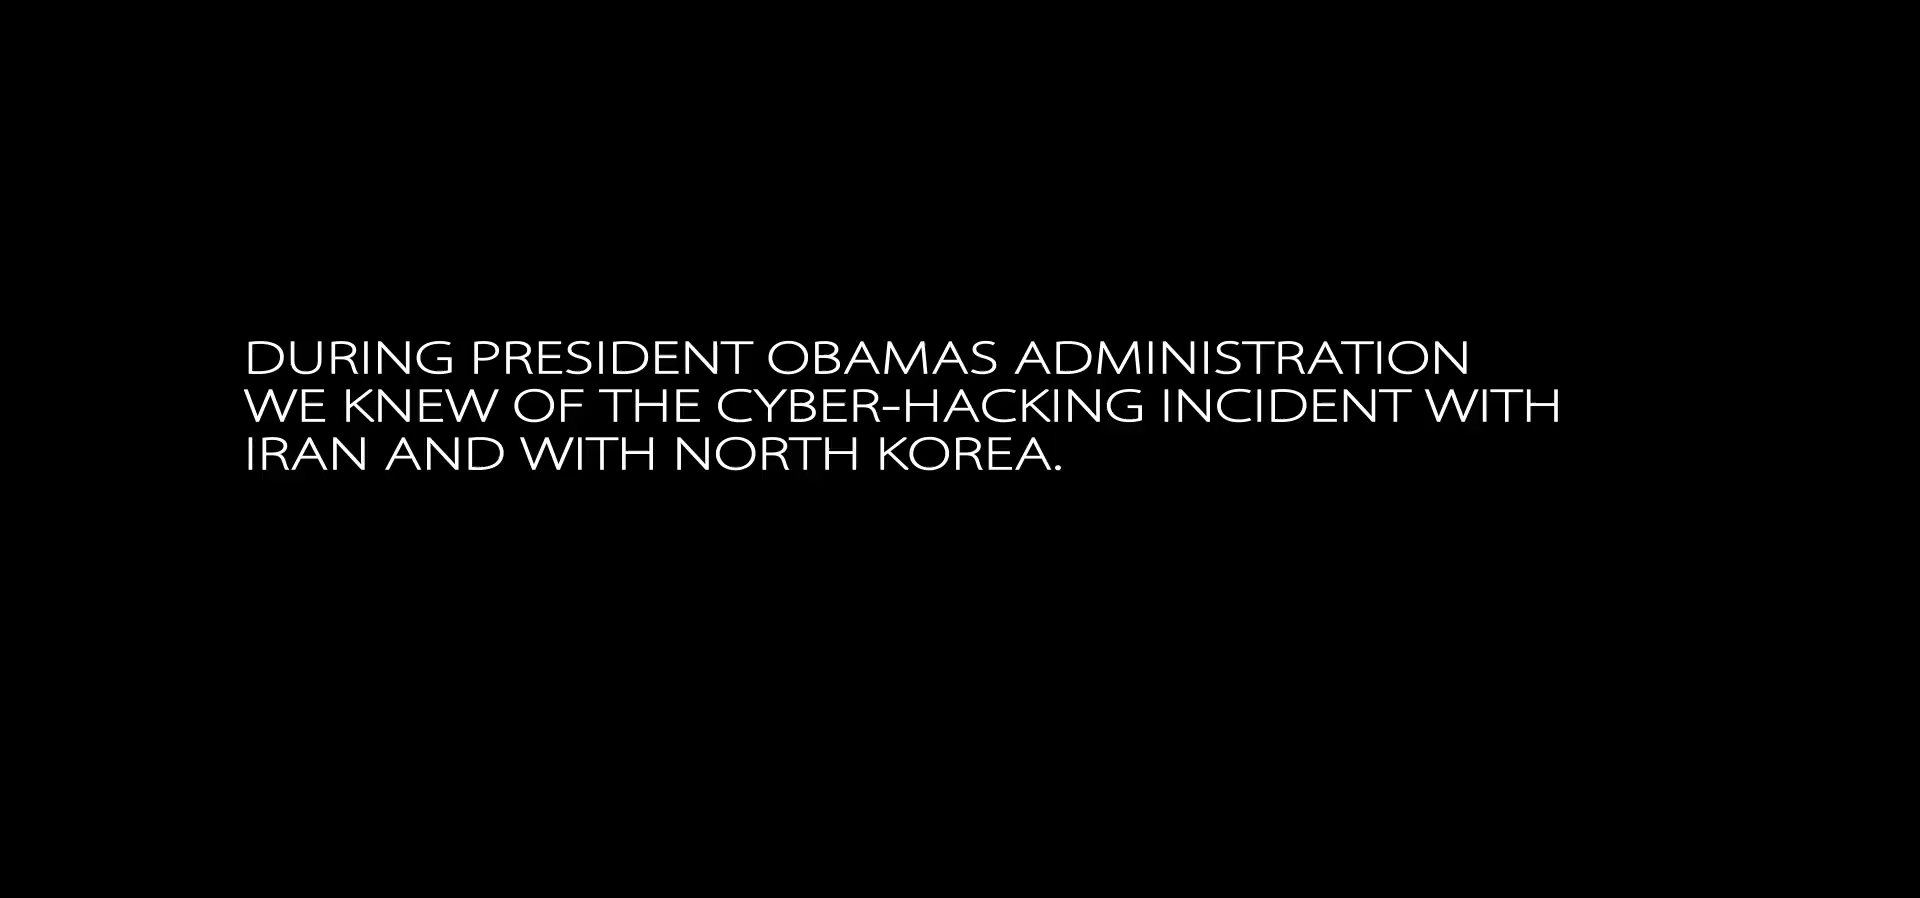 DURING PRESIDENT OBAMAS ADMINISTRATION
WE KNEW OF THE CYBER-HACKING INCIDENT WITH
IRAN AND WITH NORTH KOREA.